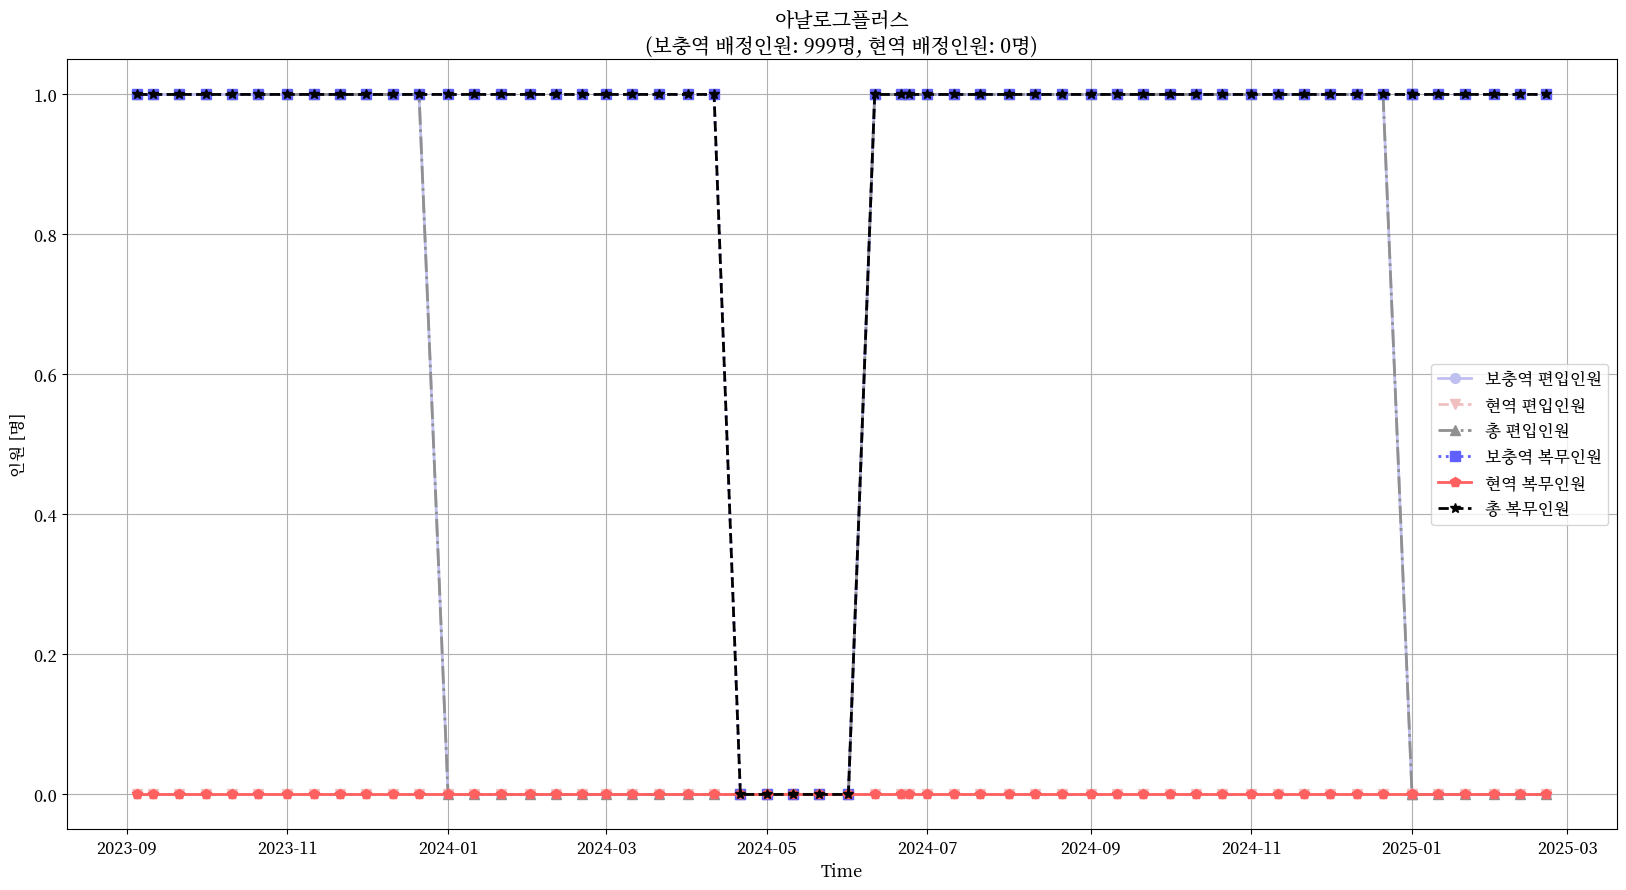 아날로그플러스
(보충역 배정인원: 999명, 현역 배정인원: 0명)
인원 [명]
1.0
0.8
0.6
0.4
0.2
0.0
보충역 편입인원
현역 편입인원
총 편입인원
보충역 복무인원
현역 복무인원
총 복무인원
2023-09
2023-11
2024-01
2024-03
2024-05
2024-07
2024-09
2024-11
2025-01
2025-03
Time